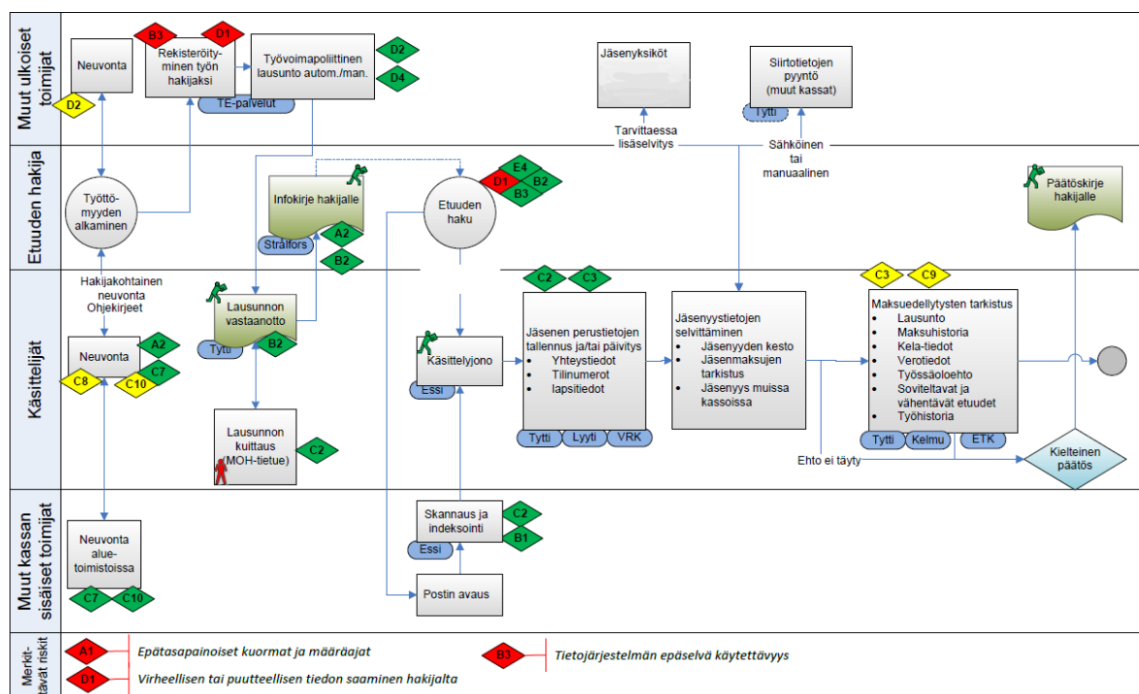 Muut ulkoiset
toimijat
Neuvonta
D2
B3
D1
Rekisteröity-
minen työn
hakijaksi
TE-palvelut
Työvoimapoliittinen
lausunto autom./man.
D2
D4
Jäsenyksiköt
Tarvittaessa
lisäselvitys
Siirtotietojen
pyyntö
(muut kassat)
Tytti
Sähköinen
tai
manuaalinen
Etuuden hakija
Työttö-
myyden
alkaminen
Infokirje hakijalle
Strålfors
A2
B2
Etuuden
haku
E4
D1
B2
B3
Päätöskirje
hakijalle
Käsittelijät
Hakijakohtainen
neuvonta
Ohjekirjeet
Neuvonta
A2
C7
C8
C10
Lausunnon
vastaanotto
Tytti
B2
Lausunnon
kuittaus
(MOH-tietue)
C2
Käsittelyjono
Essi
C2
C3
Jäsenen perustietojen
tallennus ja/tai päivitys
• Yhteystiedot
• Tilinumerot
• lapsitiedot
Tytti
Lyyti
VRK
Jäsenyystietojen
selvittäminen
• Jäsenyyden kesto
• Jäsenmaksujen
tarkistus
• Jäsenyys muissa
kassoissa
C3
C9
Maksuedellytysten tarkistus
• Lausunto
• Maksuhistoria
• Kela-tiedot
• Verotiedot
• Työssäoloehto
• Soviteltavat ja
vähentävät etuudet
• Työhistoria
Tytti
Kelmu
ETK
Ehto ei täyty
Kielteinen
päätös
Muut kassan
sisäiset toimijat
Neuvonta
alue-
toimistoissa
C7
C10
Skannaus ja
indeksointi
Essi
C2
B1
Postin avaus
Merkit-
tävät riskit
A1
Epätasapainoiset kuormat ja määräajat
B3
Tietojärjestelmän epäselvä käytettävyys
D1
Virheellisen tai puutteellisen tiedon saaminen hakijalta